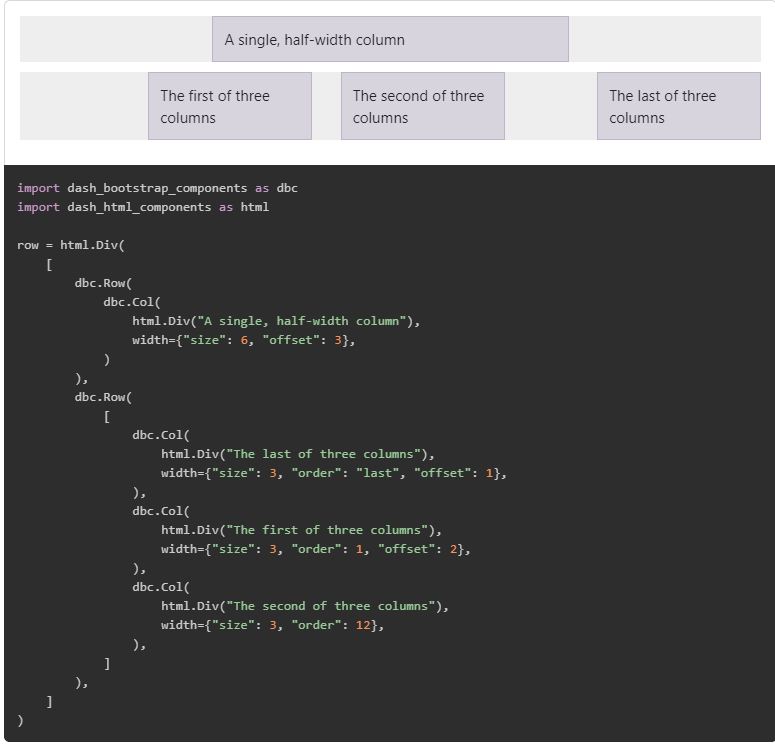 A single, half-width column
The first of three
columns
The second of three
columns
The last of three
columns
import dash_bootstrap_components as dbc
import dash_html_components as html

row = html.Div(
    [
        dbc.Row(
            dbc.Col(
                html.Div("A single, half-width column"),
                width={"size": 6, "offset": 3},
            )
        ),
        dbc.Row(
            [
                dbc.Col(
                    html.Div("The last of three columns"),
                    width={"size": 3, "order": "last", "offset": 1},
                ),
                dbc.Col(
                    html.Div("The first of three columns"),
                    width={"size": 3, "order": 1, "offset": 2},
                ),
                dbc.Col(
                    html.Div("The second of three columns"),
                    width={"size": 3, "order": 12},
                ),
            ]
        ),
    ]
)